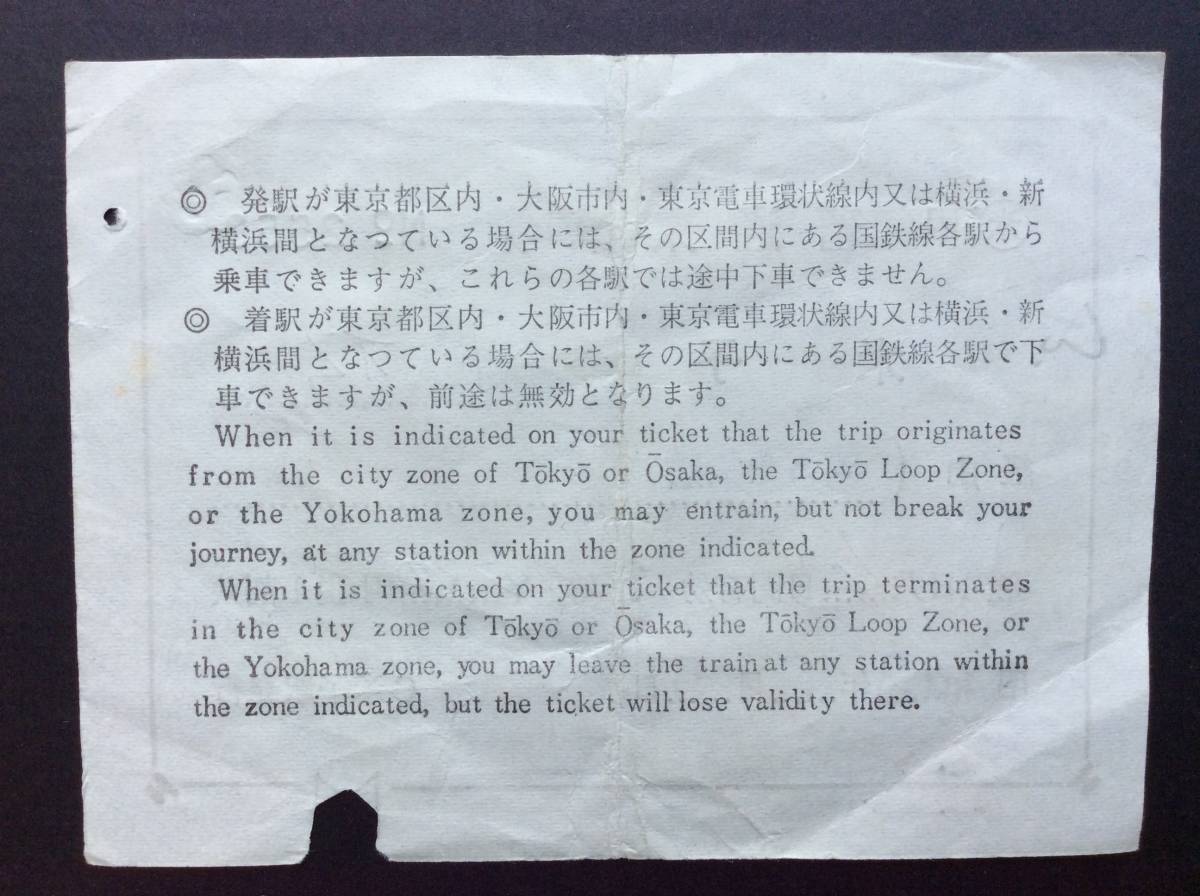 ◎　発駅が東京都区内・大阪市内・東京電車環状線内又は横浜・新
横浜間となつている場合には、その区間内にある国鉄線各駅から
乗車できますが、これらの各駅では途中下車できません。
◎　着駅が東京都区内・大阪市内・東京電車環状線内又は横浜・新
横浜間となつている場合には、その区間内にある国鉄線各駅で下
車できますが、前途は無効となります。
When it is indicated on your ticket that the trip originates
from the city zone of Tōkyō or Ōsaka, the Tōkyō Loop Zone,
or the Yokohama zone, you may entrain, but not break your
journey, at any station within the zone indicated.
When it is indicated on your ticket that the trip terminates
in the city zone of Tōkyō or Ōsaka, the Tōkyō Loop Zone, or
the Yokohama zone, you may leave the train at any station within
the zone indicated, but the ticket will lose validity there.